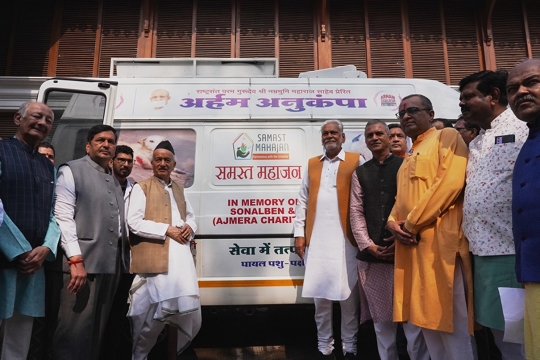 राष्ट्रसंत परम गुरुदेव श्री नम्रमुनि महाराज साहेब प्रेरित
अर्हम अनुकंपा
SAMAST
MAHAJAN
समस्त महाजन
IN MEMORY OF
SONALBEN &
(AJMERA CHARIT
सेवा में तत्प
पायल पशु-पक्ष